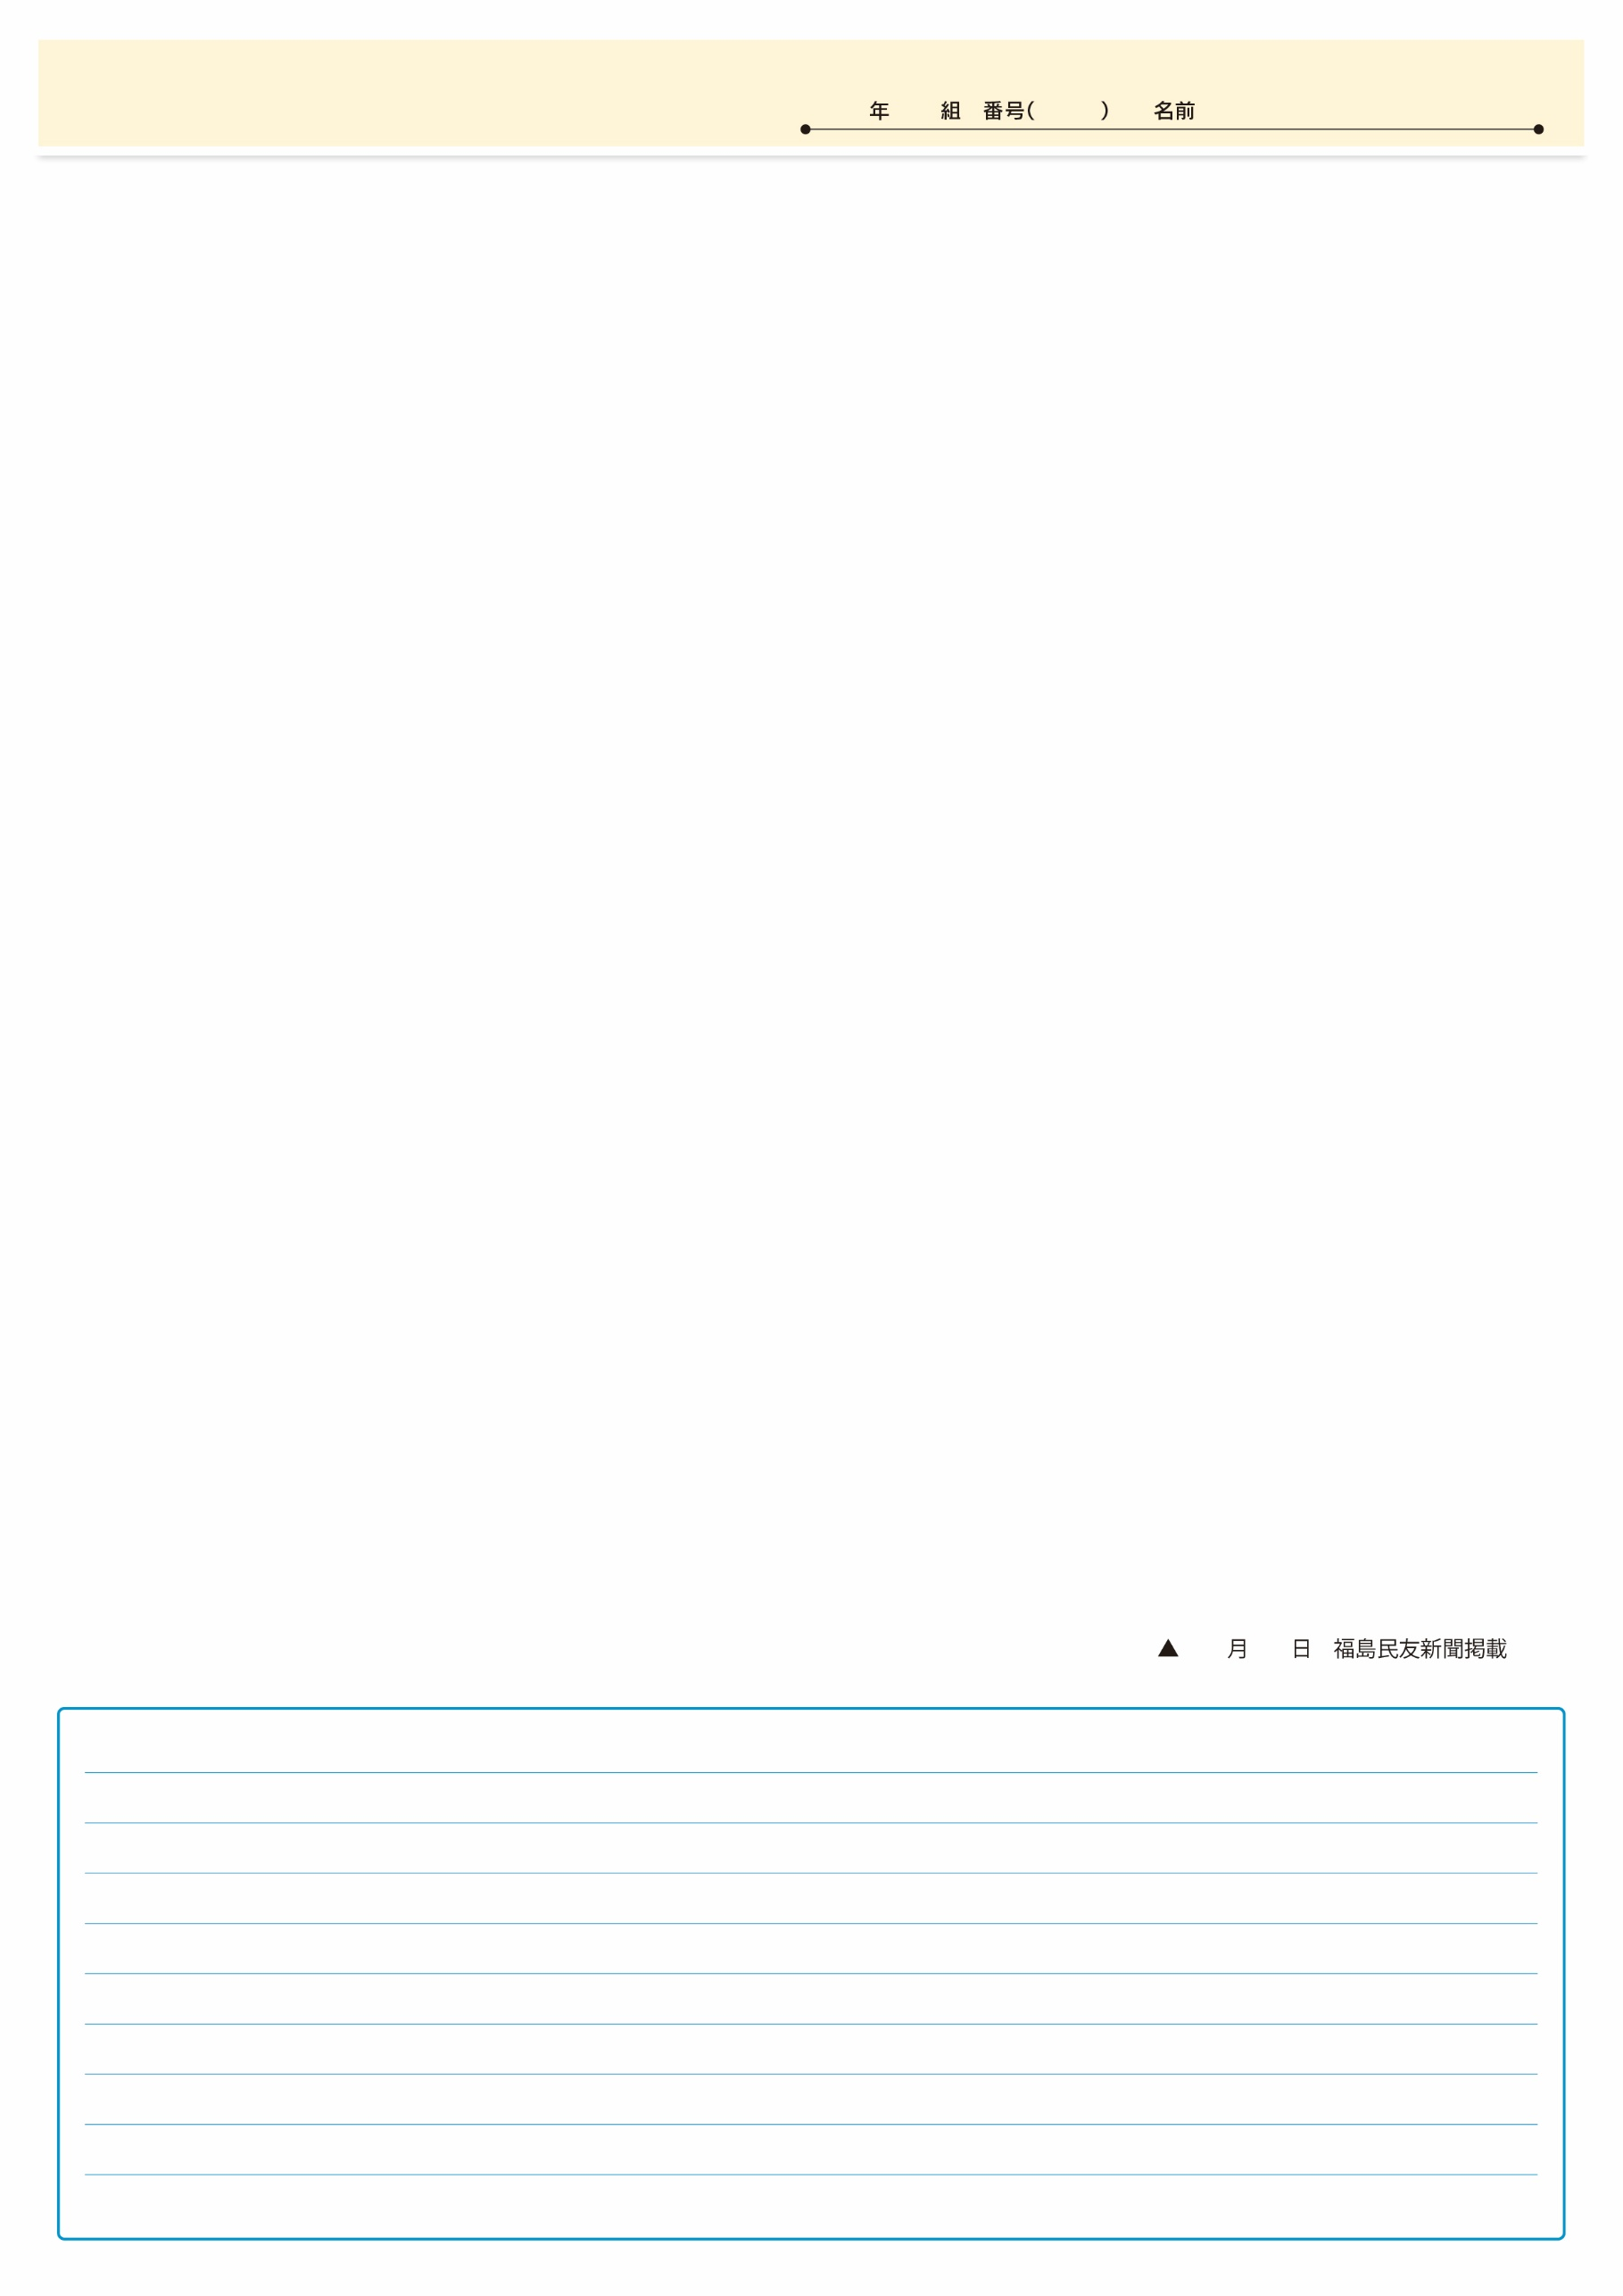 年　　組　番号(　　　)　　名前
▲　　月　　日　福島民友新聞掲載